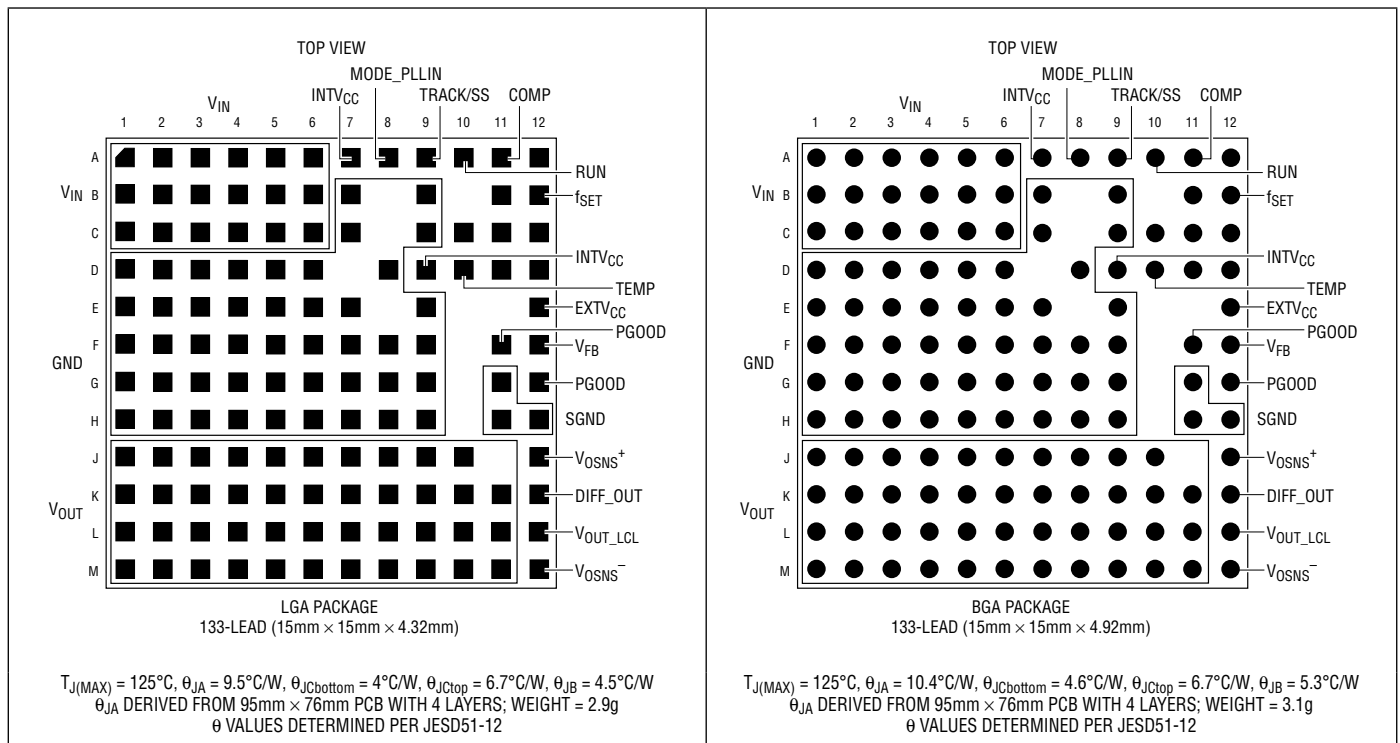 TOP VIEW
MODE_PLLIN
VIN
INTVCC
TRACK/SS
COMP
1 2 3 4 5 6 7 8 9 10 11 12
A
RUN
VIN B
fSET
C
D
INTVCC
TEMP
E
EXTVCC
PGOOD
F
VFB
GND
G
PGOOD
H
SGND
J
VOSNS+
K
DIFF_OUT
VOUT
L
VOUT_LCL
M
VOSNS−
LGA PACKAGE
133-LEAD (15mm × 15mm × 4.32mm)
TJ(MAX) = 125°C, θJA = 9.5°C/W, θJCbottom = 4°C/W, θJCtop = 6.7°C/W, θJB = 4.5°C/W
θJA DERIVED FROM 95mm × 76mm PCB WITH 4 LAYERS; WEIGHT = 2.9g
θ VALUES DETERMINED PER JESD51-12
TOP VIEW
MODE_PLLIN
VIN
INTVCC
TRACK/SS
COMP
1 2 3 4 5 6 7 8 9 10 11 12
A
RUN
VIN B
fSET
C
D
INTVCC
TEMP
E
EXTVCC
PGOOD
F
VFB
GND
G
PGOOD
H
SGND
J
VOSNS+
K
DIFF_OUT
VOUT
L
VOUT_LCL
M
VOSNS−
BGA PACKAGE
133-LEAD (15mm × 15mm × 4.92mm)
TJ(MAX) = 125°C, θJA = 10.4°C/W, θJCbottom = 4.6°C/W, θJCtop = 6.7°C/W, θJB = 5.3°C/W
θJA DERIVED FROM 95mm × 76mm PCB WITH 4 LAYERS; WEIGHT = 3.1g
θ VALUES DETERMINED PER JESD51-12